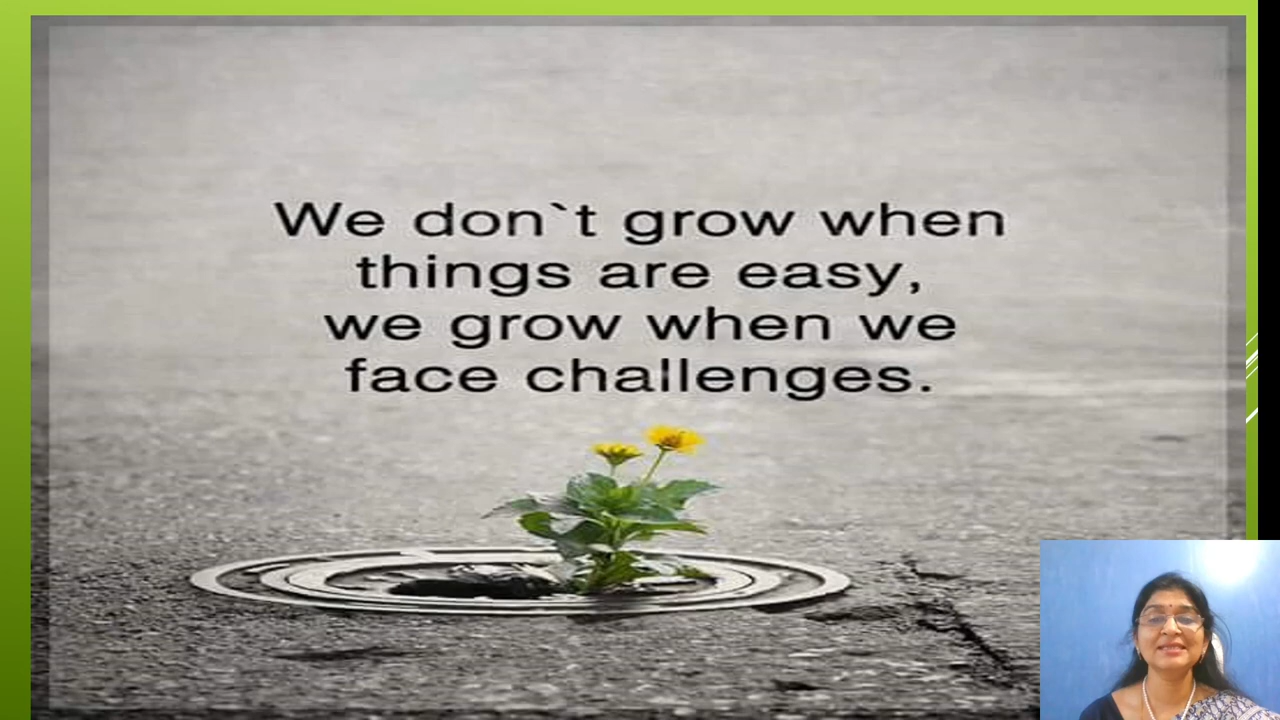 We don`t grow when
things are easy,
we grow when we
face challenges.